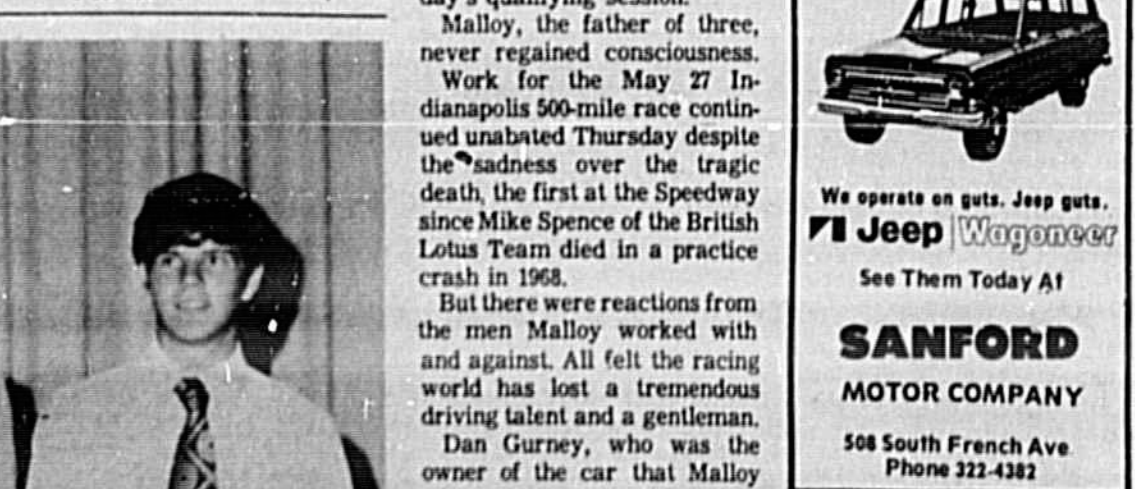 day's qualifying session.
Malloy, the father of three,
never regained consciousness.
Work for the May 27 In-
dianapolis 500-mile race contin-
ued unabated Thursday despite
the sadness over the tragic
death, the first at the Speedway
since Mike Spence of the British
Lotus Team died in a practice
crash in 1968.
But there were reactions from
the men Malloy worked with
and against. All felt the racing
world has lost a tremendous
driving talent and a gentleman.
Dan Gurney, who was the
owner of the car that Malloy
We operate on guts. Jeep guts.
Jeep Wagoneer
See Them Today At
SANFORD
MOTOR COMPANY
508 South French Ave
Phone 322-4382